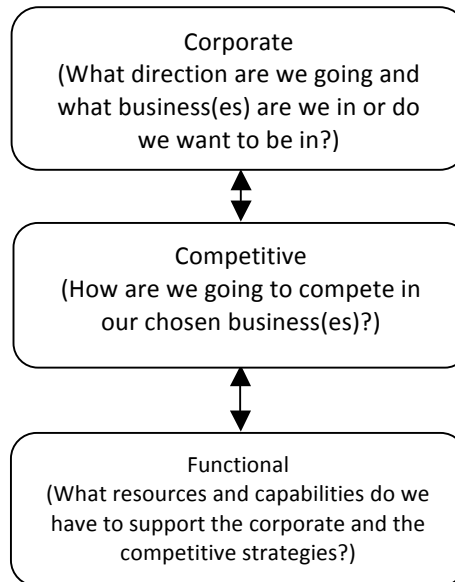 Corporate
(What direction are we going and
what business(es) are we in or do
we want to be in?)
Competitive
(How are we going to compete in
our chosen business(es)?)
Functional
(What resources and capabilities do we
have to support the corporate and the
competitive strategies?)